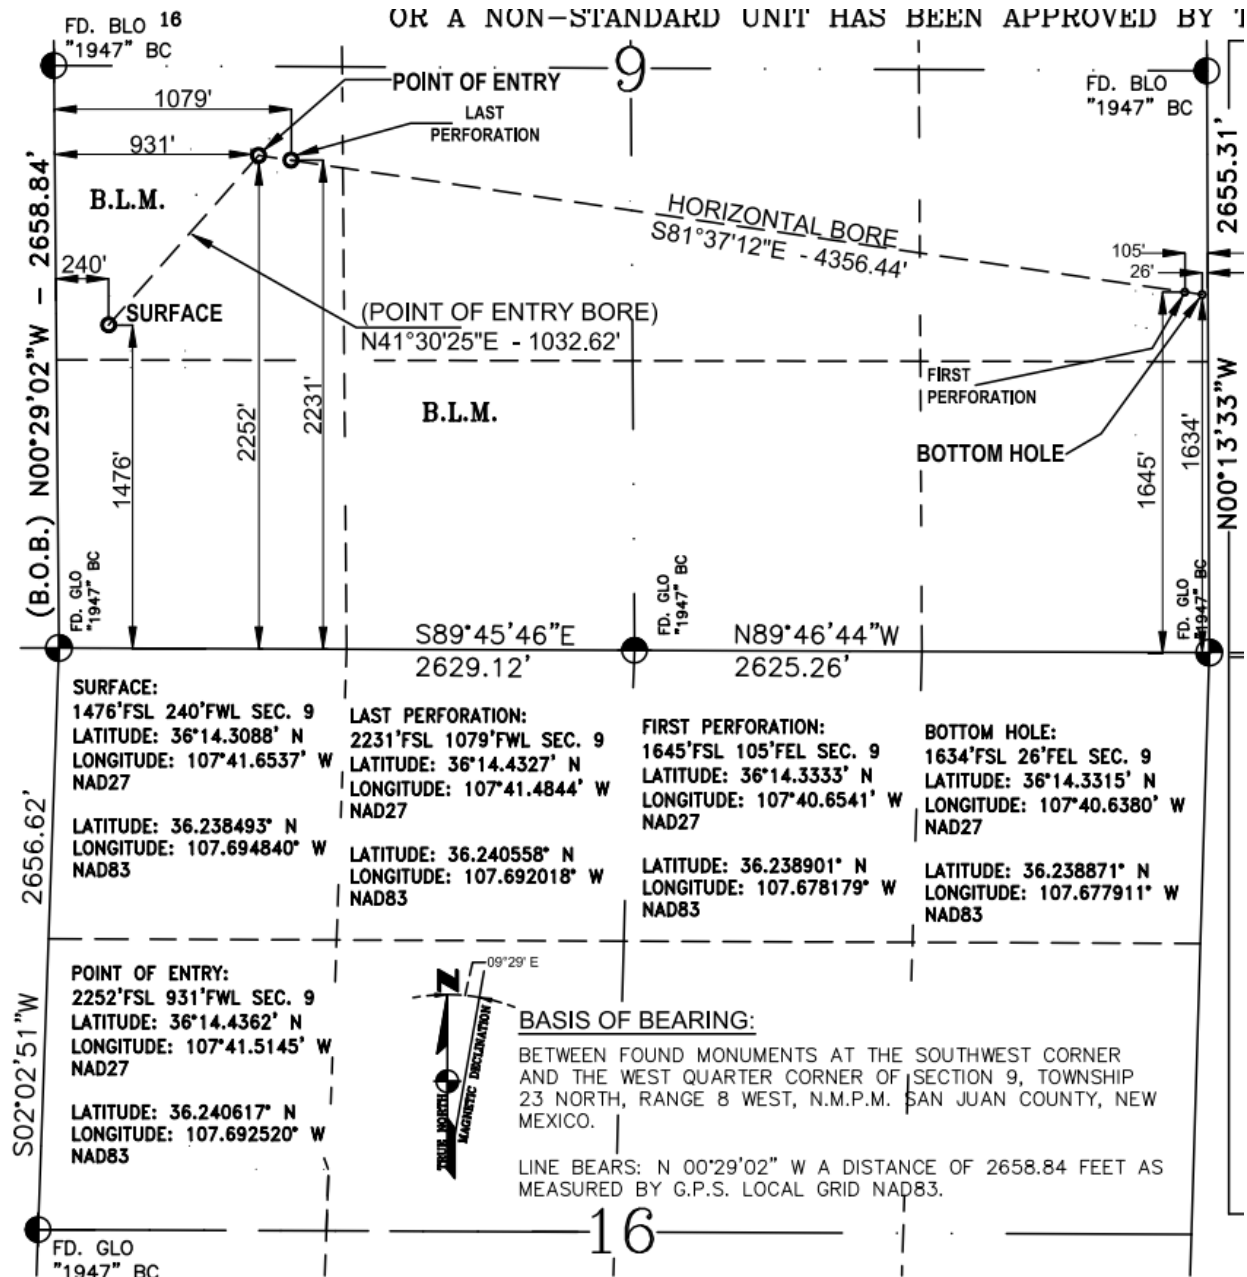 OR A NON-STANDARD UNIT HAS BEEN APPROVED BY
FD. BLO 16
"1947" BC
9
FD. BLO
"1947" BC
POINT OF ENTRY
1079'
LAST
PERFORATION
931'
B.L.M.
HORIZONTAL BORE
S81°37'12"E - 4356.44'
105'
26'
240'
SURFACE
(POINT OF ENTRY BORE)
N41°30'25"E - 1032.62'
(B.O.B.) N00°29'02"W - 2658.84'
2655.31'
N00°13'33"W
FIRST
PERFORATION
B.L.M.
BOTTOM HOLE
1476'
2252'
2231'
1645'
1634'
FD. GLO
"1947" BC
FD. GLO
"1947" BC
FD. GLO
"1947" BC
S89°45'46"E
2629.12'
N89°46'44"W
2625.26'
SURFACE:
1476'FSL 240'FWL SEC. 9
LATITUDE: 36°14.3088' N
LONGITUDE: 107°41.6537' W
NAD27
LATITUDE: 36.238493° N
LONGITUDE: 107.694840° W
NAD83
LAST PERFORATION:
2231'FSL 1079'FWL SEC. 9
LATITUDE: 36°14.4327' N
LONGITUDE: 107°41.4844' W
NAD27
LATITUDE: 36.240558° N
LONGITUDE: 107.692018° W
NAD83
FIRST PERFORATION:
1645'FSL 105'FEL SEC. 9
LATITUDE: 36°14.3333' N
LONGITUDE: 107°40.6541' W
NAD27
LATITUDE: 36.238901° N
LONGITUDE: 107.678179° W
NAD83
BOTTOM HOLE:
1634'FSL 26'FEL SEC. 9
LATITUDE: 36°14.3315' N
LONGITUDE: 107°40.6380' W
NAD27
LATITUDE: 36.238871° N
LONGITUDE: 107.677911° W
NAD83
2656.62'
S02°02'51"W
POINT OF ENTRY:
2252'FSL 931'FWL SEC. 9
LATITUDE: 36°14.4362' N
LONGITUDE: 107°41.5145' W
NAD27
LATITUDE: 36.240617° N
LONGITUDE: 107.692520° W
NAD83
09°29' E
N
TRUE NORTH
MAGNETIC DECLINATION
BASIS OF BEARING:
BETWEEN FOUND MONUMENTS AT THE SOUTHWEST CORNER
AND THE WEST QUARTER CORNER OF SECTION 9, TOWNSHIP
23 NORTH, RANGE 8 WEST, N.M.P.M. SAN JUAN COUNTY, NEW
MEXICO.
LINE BEARS: N 00°29'02" W A DISTANCE OF 2658.84 FEET AS
MEASURED BY G.P.S. LOCAL GRID NAD83.
16
FD. GLO
"1947" BC